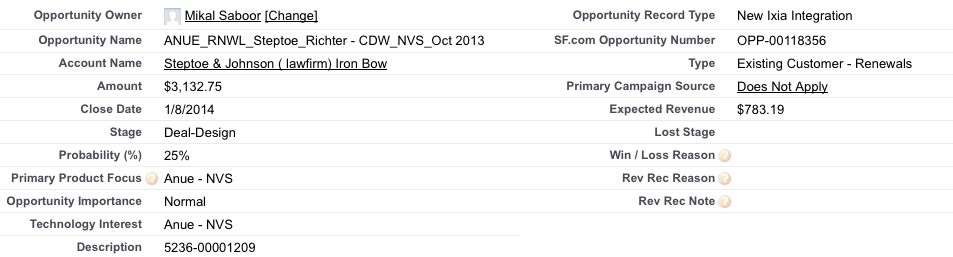 Opportunity Owner Mikal Saboor [Change] Opportunity Record Type New Ixia Integration
Opportunity Name ANUE_RNWL_Steptoe_Richter - CDW_NVS_Oct 2013 SF.com Opportunity Number OPP-00118356
Account Name Steptoe & Johnson ( lawfirm) Iron Bow Type Existing Customer - Renewals
Amount $3,132.75 Primary Campaign Source Does Not Apply
Close Date 1/8/2014 Expected Revenue $783.19
Stage Deal-Design Lost Stage
Probability (%) 25% Win / Loss Reason ?
Primary Product Focus ? Anue - NVS Rev Rec Reason ?
Opportunity Importance Normal Rev Rec Note ?
Technology Interest Anue - NVS
Description 5236-00001209